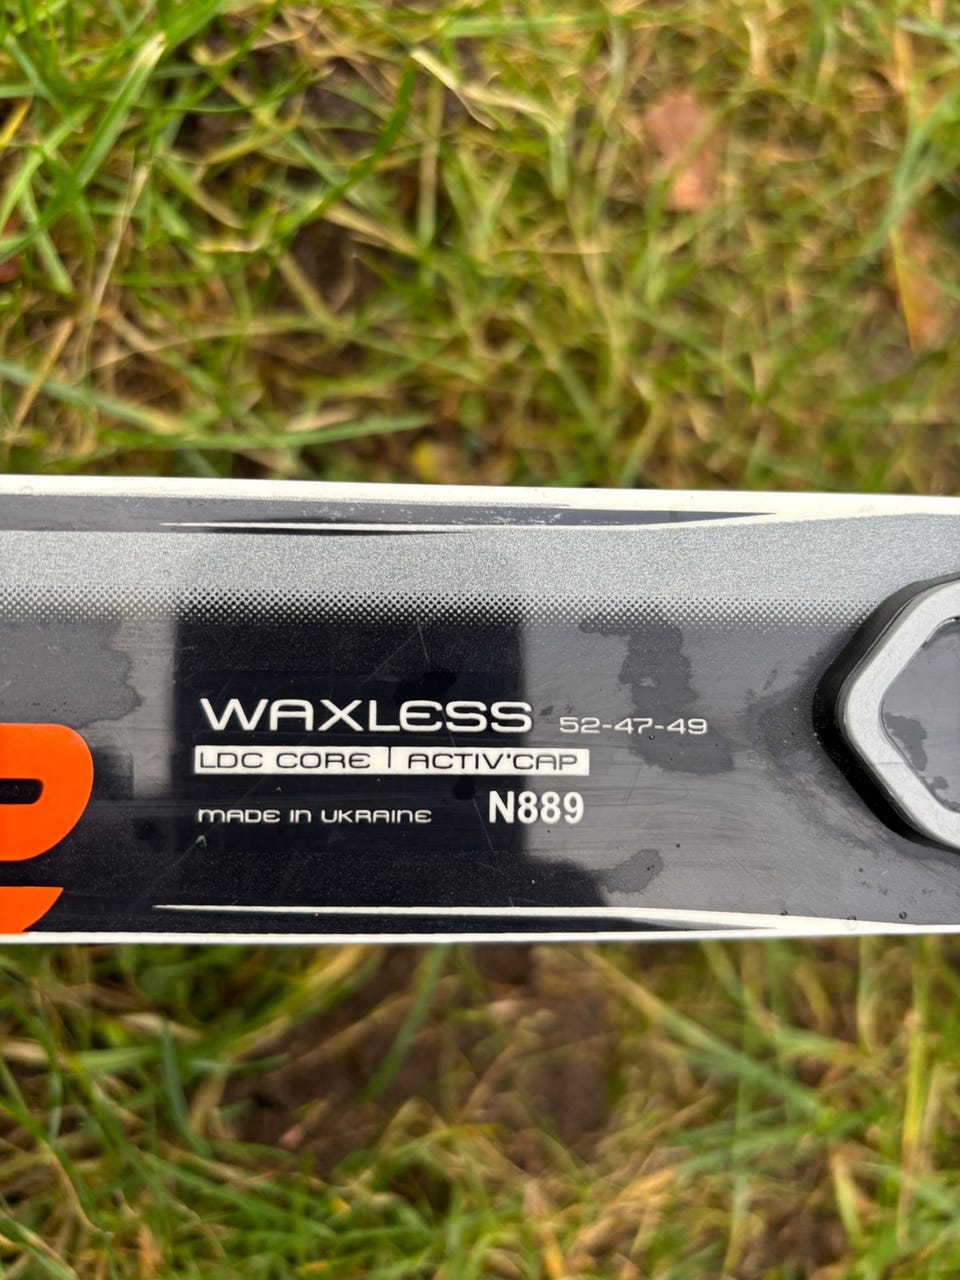 WAXLESS 52-47-49
LDC CORE | ACTIV'CAP
MADE IN UKRAINE N889